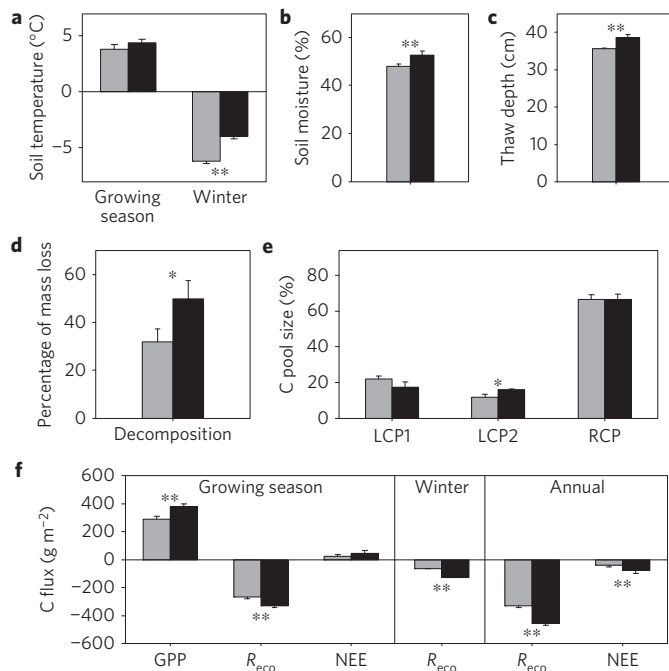 a
Soil temperature (°C)
5
0
−5
**
Growing
season
Winter
b
Soil moisture (%)
60
40
20
0
**
c
Thaw depth (cm)
40
30
20
10
0
**
d
Percentage of mass loss
60
40
20
0
*
Decomposition
e
C pool size (%)
80
60
40
20
0
*
LCP1
LCP2
RCP
f
C flux (g m−2)
600
400
200
0
−200
−400
−600
Growing season
Winter
Annual
**
**
**
**
**
GPP
Reco
NEE
Reco
Reco
NEE